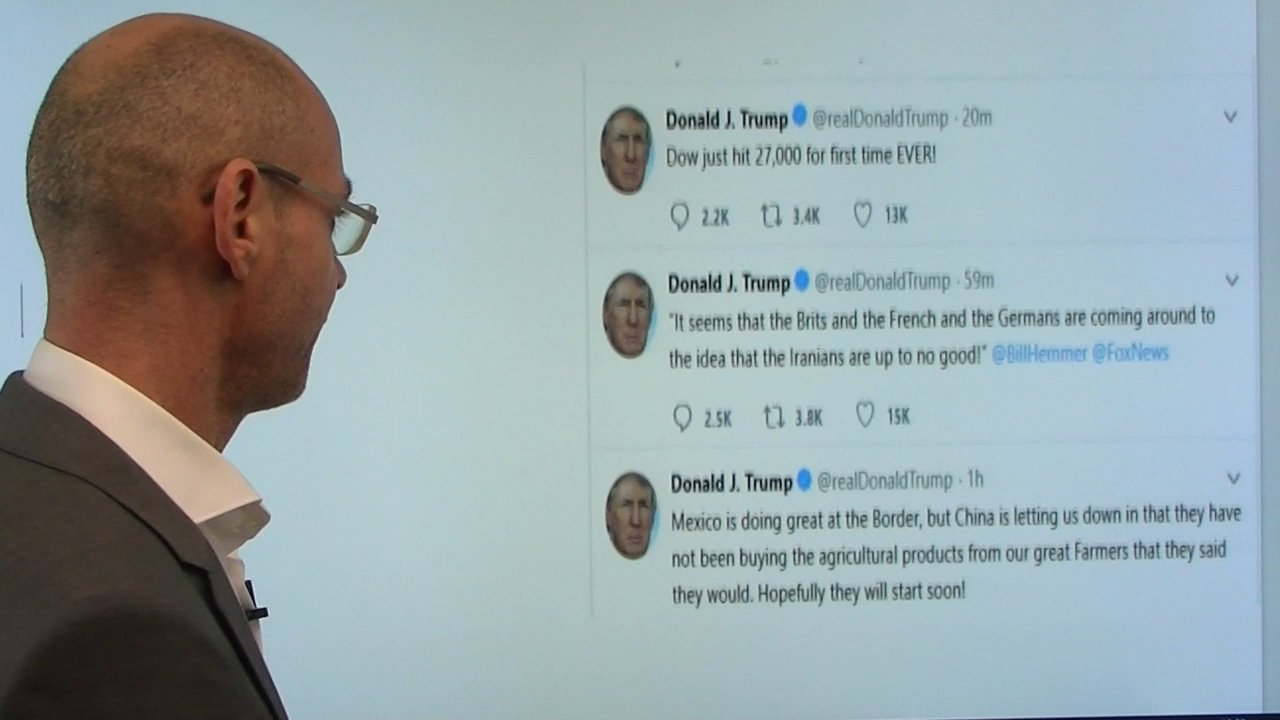 Donald J. Trump @realDonaldTrump · 20m
Dow just hit 27,000 for first time EVER!
2.2K 3.4K 13K
Donald J. Trump @realDonaldTrump · 59m
"It seems that the Brits and the French and the Germans are coming around to
the idea that the Iranians are up to no good!" @BillHemmer @FoxNews
2.5K 3.8K 15K
Donald J. Trump @realDonaldTrump · 1h
Mexico is doing great at the Border, but China is letting us down in that they have
not been buying the agricultural products from our great Farmers that they said
they would. Hopefully they will start soon!